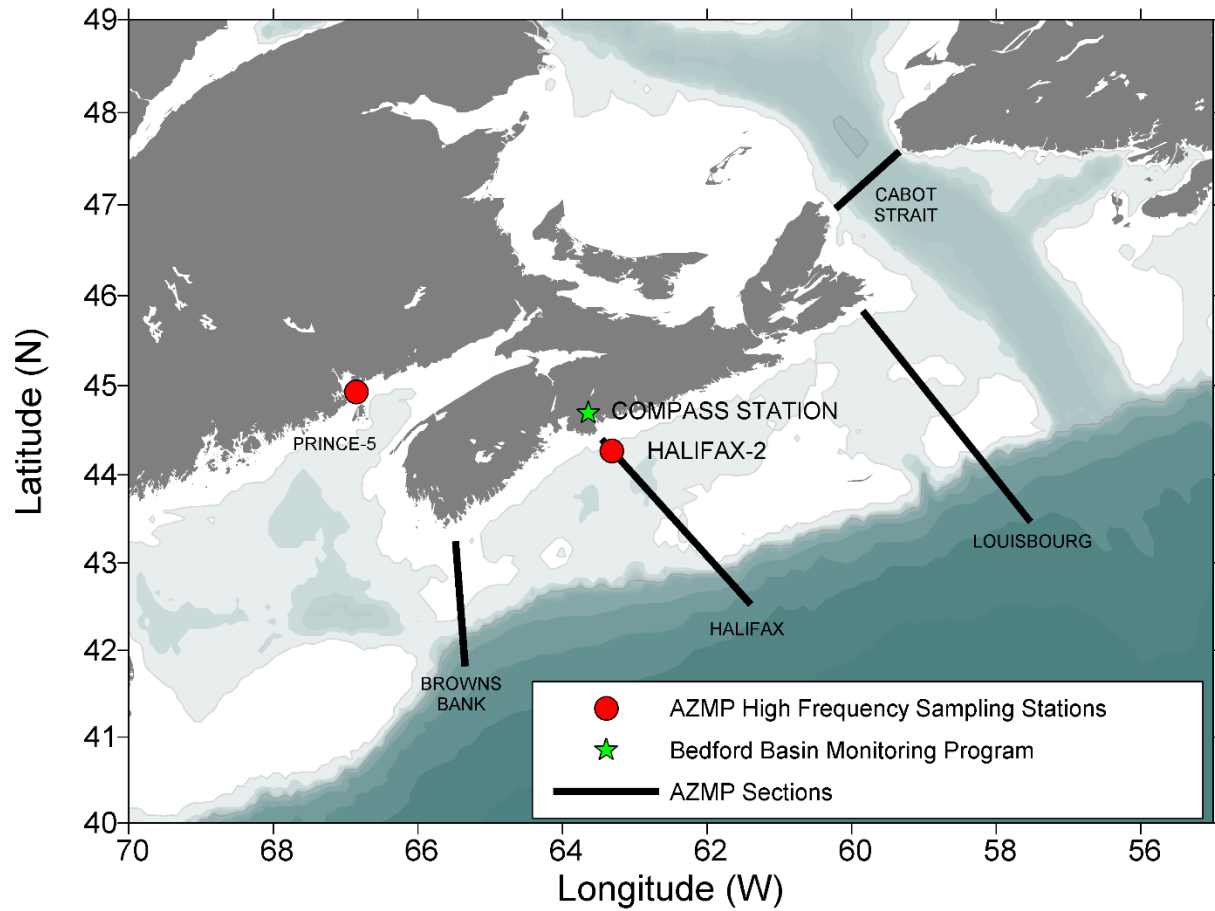 49
48
47
46
45
44
43
42
41
40
Latitude (N)
CABOT
STRAIT
PRINCE-5
COMPASS STATION
HALIFAX-2
LOUISBOURG
HALIFAX
BROWNS
BANK
AZMP High Frequency Sampling Stations
Bedford Basin Monitoring Program
AZMP Sections
70 68 66 64 62 60 58 56
Longitude (W)